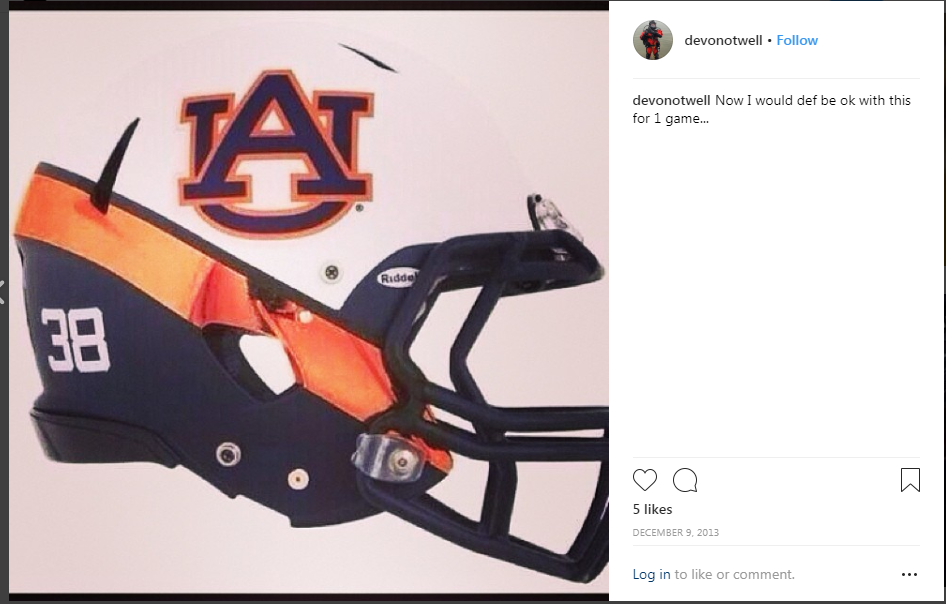 devonotwell • Follow
devonotwell Now I would def be ok with this
for 1 game...
AU
®
Riddell
38
5 likes
DECEMBER 9, 2013
Log in to like or comment.